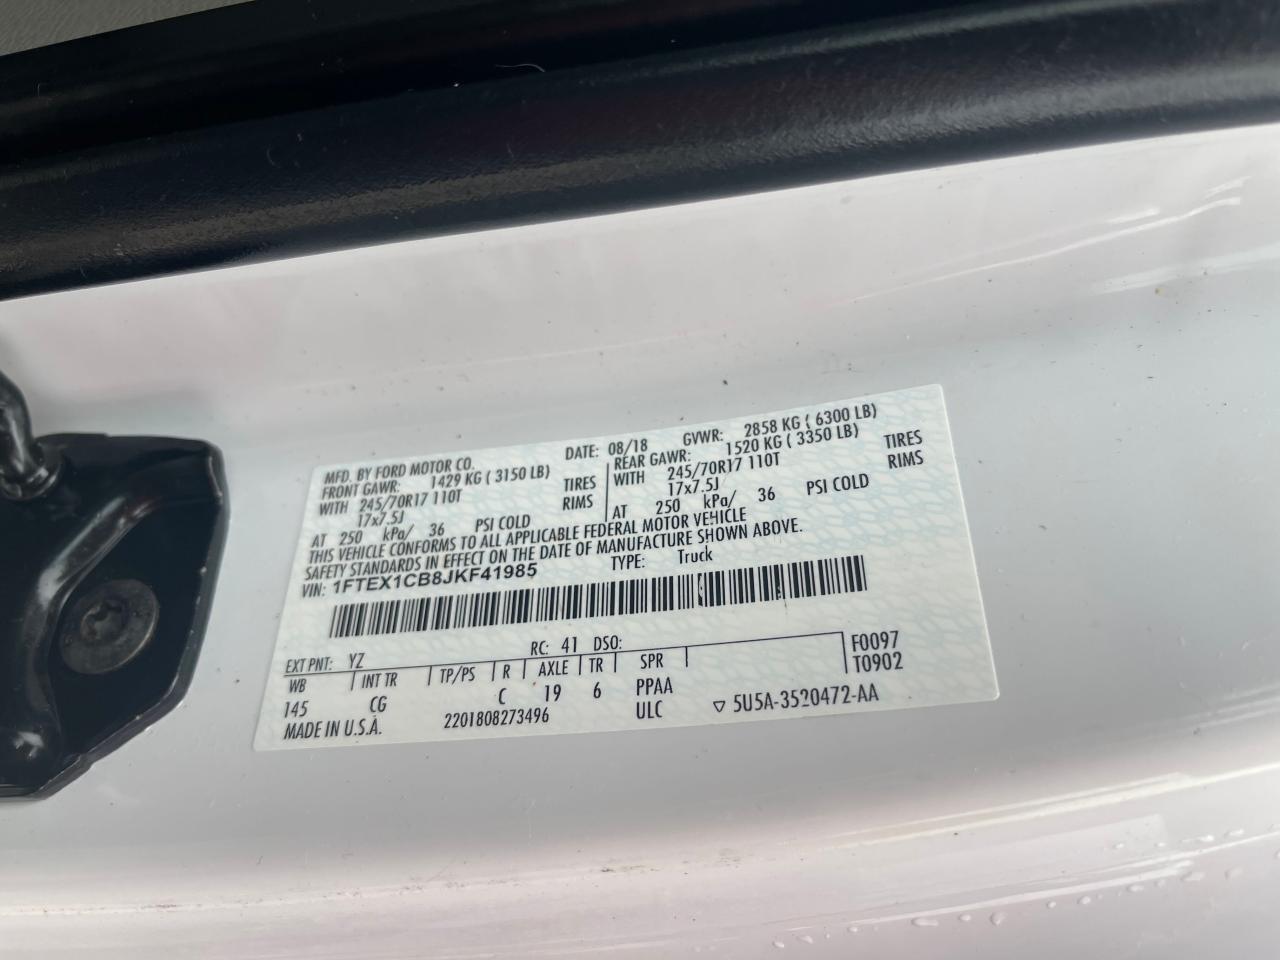 MFD. BY FORD MOTOR CO. DATE: 08/18 GVWR: 2858 KG ( 6300 LB)
FRONT GAWR: 1429 KG ( 3150 LB) REAR GAWR: 1520 KG ( 3350 LB)
WITH 245/70R17 110T TIRES WITH 245/70R17 110T TIRES
17x7.5J RIMS 17x7.5J RIMS
AT 250 kPa/ 36 PSI COLD AT 250 kPa/ 36 PSI COLD
THIS VEHICLE CONFORMS TO ALL APPLICABLE FEDERAL MOTOR VEHICLE
SAFETY STANDARDS IN EFFECT ON THE DATE OF MANUFACTURE SHOWN ABOVE.
VIN: 1FTEX1CB8JKF41985 TYPE: Truck
EXT PNT: YZ RC: 41 DSO: F0097
WB INT TR TP/PS R AXLE TR SPR T0902
145 CG C 19 6 PPAA
MADE IN U.S.A. 2201808273496 ULC ▽ 5U5A-3520472-AA